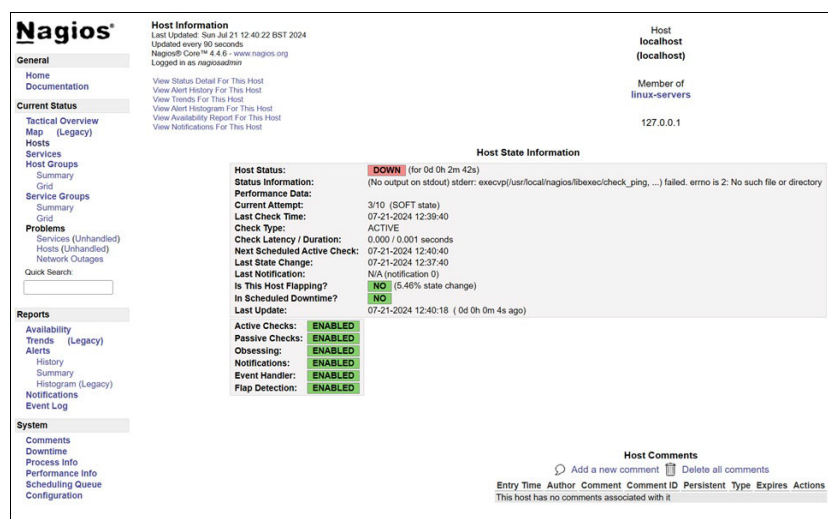 Nagios®
General
Home
Documentation
Current Status
Tactical Overview
Map (Legacy)
Hosts
Services
Host Groups
Summary
Grid
Service Groups
Summary
Grid
Problems
Services (Unhandled)
Hosts (Unhandled)
Network Outages
Quick Search:
Reports
Availability
Trends (Legacy)
Alerts
History
Summary
Histogram (Legacy)
Notifications
Event Log
System
Comments
Downtime
Process Info
Performance Info
Scheduling Queue
Configuration
Host Information
Last Updated: Sun Jul 21 12:40:22 BST 2024
Updated every 90 seconds
Nagios® Core™ 4.4.6 - www.nagios.org
Logged in as nagiosadmin
View Status Detail For This Host
View Alert History For This Host
View Trends For This Host
View Alert Histogram For This Host
View Availability Report For This Host
View Notifications For This Host
Host
localhost
(localhost)
Member of
linux-servers
127.0.0.1
Host State Information
Host Status: DOWN (for 0d 0h 2m 42s)
Status Information: (No output on stdout) stderr: execvp(/usr/local/nagios/libexec/check_ping, ...) failed. errno is 2: No such file or directory
Performance Data:
Current Attempt: 3/10 (SOFT state)
Last Check Time: 07-21-2024 12:39:40
Check Type: ACTIVE
Check Latency / Duration: 0.000 / 0.001 seconds
Next Scheduled Active Check: 07-21-2024 12:40:40
Last State Change: 07-21-2024 12:37:40
Last Notification: N/A (notification 0)
Is This Host Flapping? NO (5.46% state change)
In Scheduled Downtime? NO
Last Update: 07-21-2024 12:40:18 ( 0d 0h 0m 4s ago)
Active Checks: ENABLED
Passive Checks: ENABLED
Obsessing: ENABLED
Notifications: ENABLED
Event Handler: ENABLED
Flap Detection: ENABLED
Host Comments
Add a new comment Delete all comments
Entry Time Author Comment Comment ID Persistent Type Expires Actions
This host has no comments associated with it